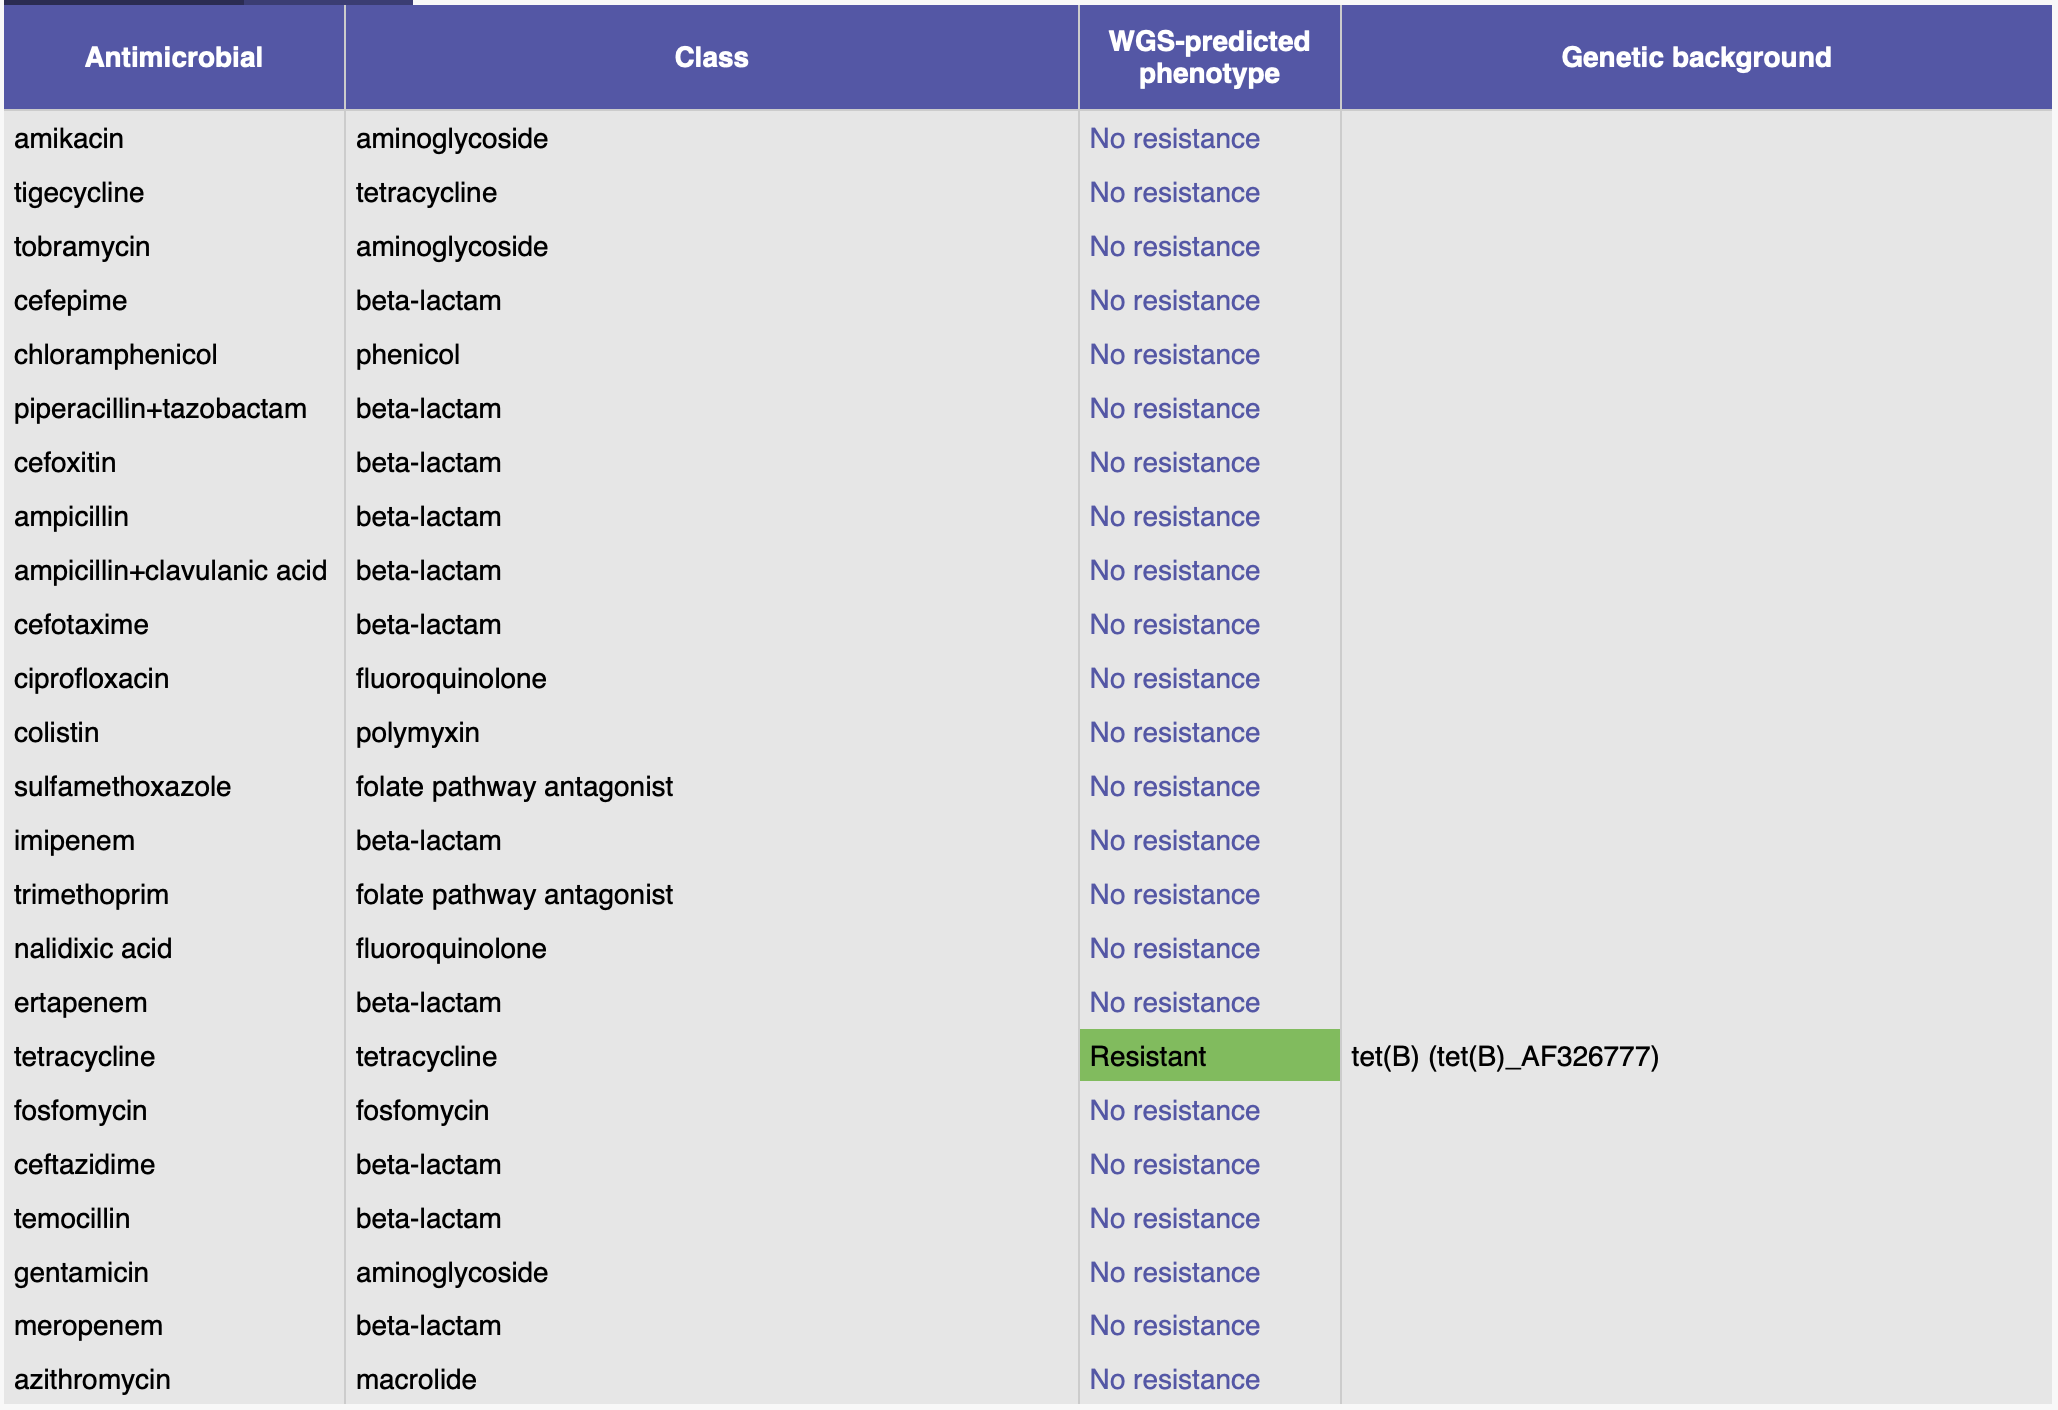 Antimicrobial Class WGS-predicted phenotype Genetic background
amikacin aminoglycoside No resistance
tigecycline tetracycline No resistance
tobramycin aminoglycoside No resistance
cefepime beta-lactam No resistance
chloramphenicol phenicol No resistance
piperacillin+tazobactam beta-lactam No resistance
cefoxitin beta-lactam No resistance
ampicillin beta-lactam No resistance
ampicillin+clavulanic acid beta-lactam No resistance
cefotaxime beta-lactam No resistance
ciprofloxacin fluoroquinolone No resistance
colistin polymyxin No resistance
sulfamethoxazole folate pathway antagonist No resistance
imipenem beta-lactam No resistance
trimethoprim folate pathway antagonist No resistance
nalidixic acid fluoroquinolone No resistance
ertapenem beta-lactam No resistance
tetracycline tetracycline Resistant tet(B) (tet(B)_AF326777)
fosfomycin fosfomycin No resistance
ceftazidime beta-lactam No resistance
temocillin beta-lactam No resistance
gentamicin aminoglycoside No resistance
meropenem beta-lactam No resistance
azithromycin macrolide No resistance